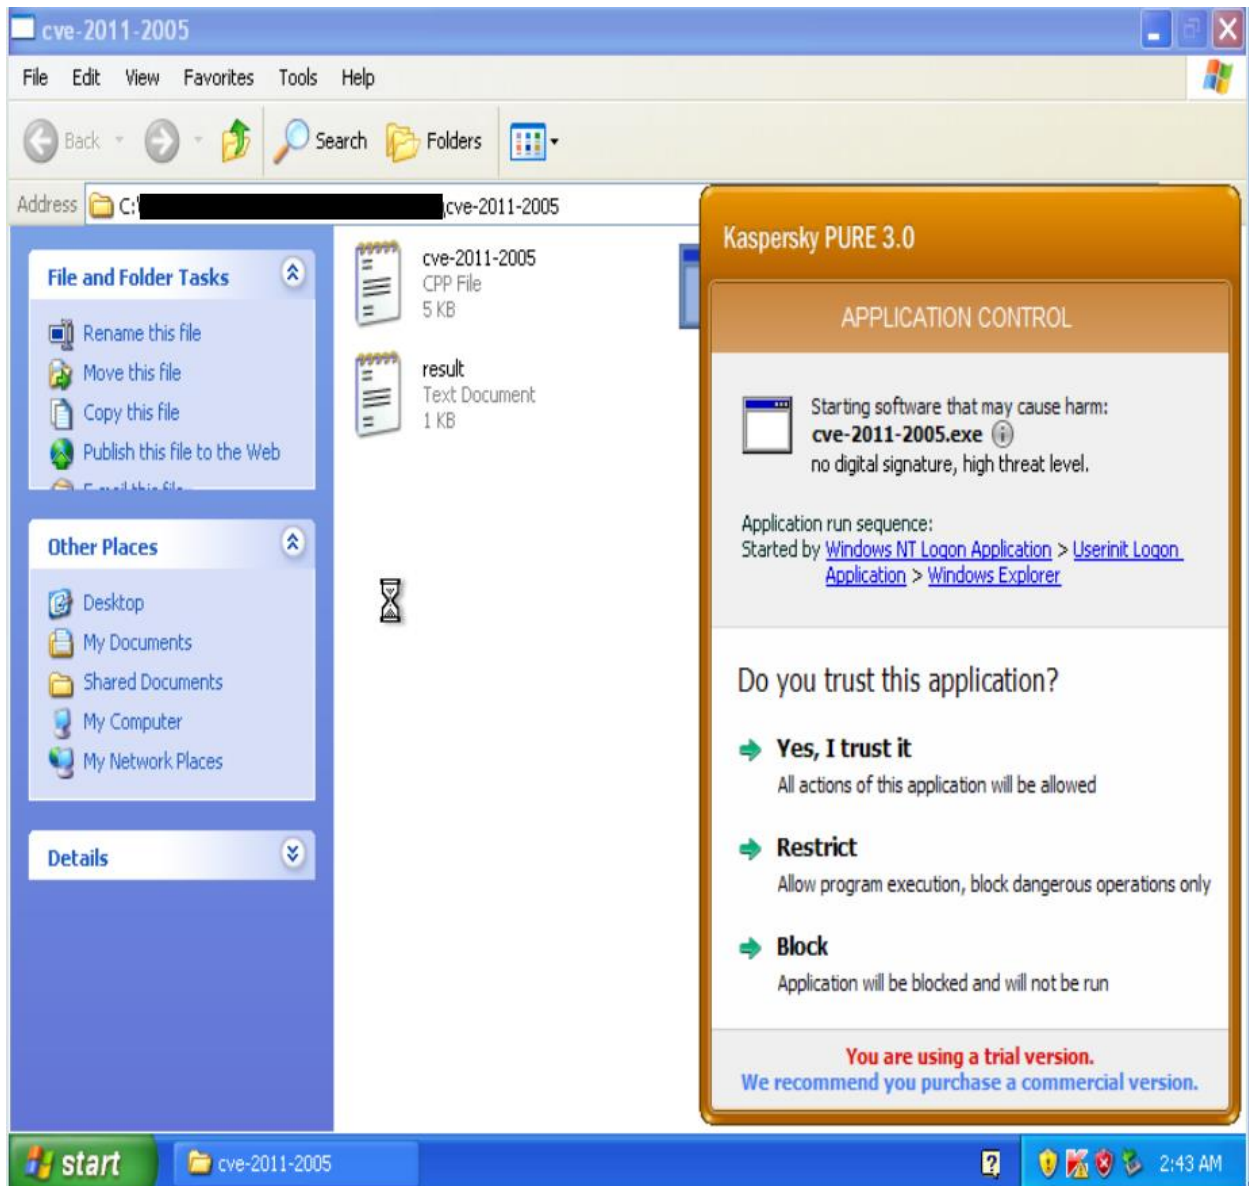 cve-2011-2005
File Edit View Favorites Tools Help
Back Search Folders
Address C:\ \cve-2011-2005
File and Folder Tasks
Rename this file
Move this file
Copy this file
Publish this file to the Web
E-mail this file
Other Places
Desktop
My Documents
Shared Documents
My Computer
My Network Places
Details
cve-2011-2005
CPP File
5 KB
result
Text Document
1 KB
Kaspersky PURE 3.0
APPLICATION CONTROL
Starting software that may cause harm:
cve-2011-2005.exe
no digital signature, high threat level.
Application run sequence:
Started by Windows NT Logon Application > Userinit Logon
Application > Windows Explorer
Do you trust this application?
Yes, I trust it
All actions of this application will be allowed
Restrict
Allow program execution, block dangerous operations only
Block
Application will be blocked and will not be run
You are using a trial version.
We recommend you purchase a commercial version.
start cve-2011-2005 2:43 AM